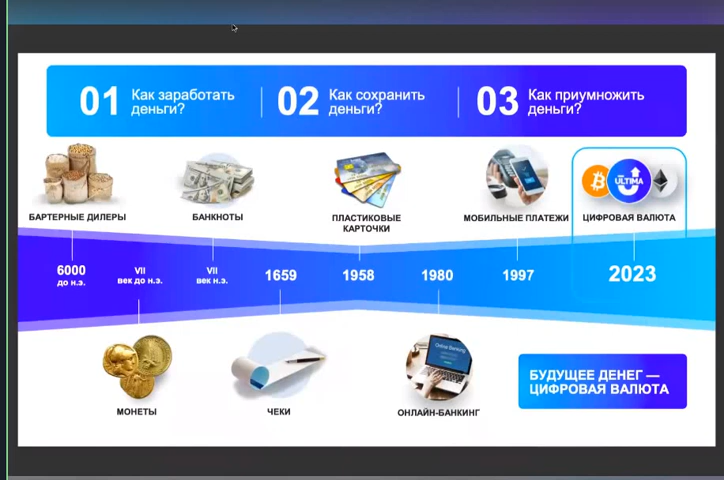 01 Как заработать
деньги?
02 Как сохранить
деньги?
03 Как приумножить
деньги?
ULTIMA
БАРТЕРНЫЕ ДИЛЕРЫ
БАНКНОТЫ
ПЛАСТИКОВЫЕ
КАРТОЧКИ
МОБИЛЬНЫЕ ПЛАТЕЖИ
ЦИФРОВАЯ ВАЛЮТА
6000
до н.э.
VII
век до н.э.
VII
век н.э.
1659
1958
1980
1997
2023
Online Banking
МОНЕТЫ
ЧЕКИ
ОНЛАЙН-БАНКИНГ
БУДУЩЕЕ ДЕНЕГ —
ЦИФРОВАЯ ВАЛЮТА